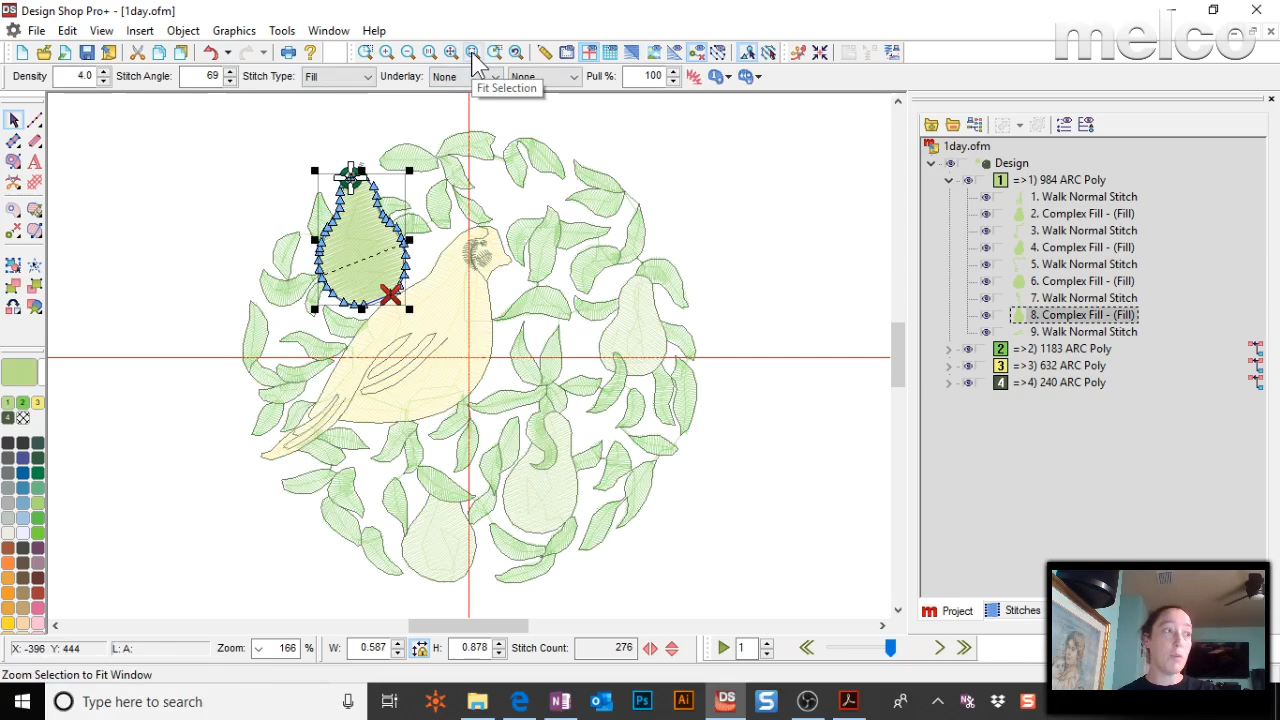 DS Design Shop Pro+ - [1day.ofm]
melco
File Edit View Insert Object Graphics Tools Window Help
Density 4.0 Stitch Angle: 69 Stitch Type: Fill Underlay: None None Pull %: 100
Fit Selection
1day.ofm
Design
1 =>1) 984 ARC Poly
1. Walk Normal Stitch
2. Complex Fill - (Fill)
3. Walk Normal Stitch
4. Complex Fill - (Fill)
5. Walk Normal Stitch
6. Complex Fill - (Fill)
7. Walk Normal Stitch
8. Complex Fill - (Fill)
9. Walk Normal Stitch
2 =>2) 1183 ARC Poly
3 =>3) 632 ARC Poly
4 =>4) 240 ARC Poly
1 2 3
4
Project Stitches
X: -396 Y: 444 L: A: Zoom: 166 % W: 0.587 H: 0.878 Stitch Count: 276 1
Zoom Selection to Fit Window
Type here to search